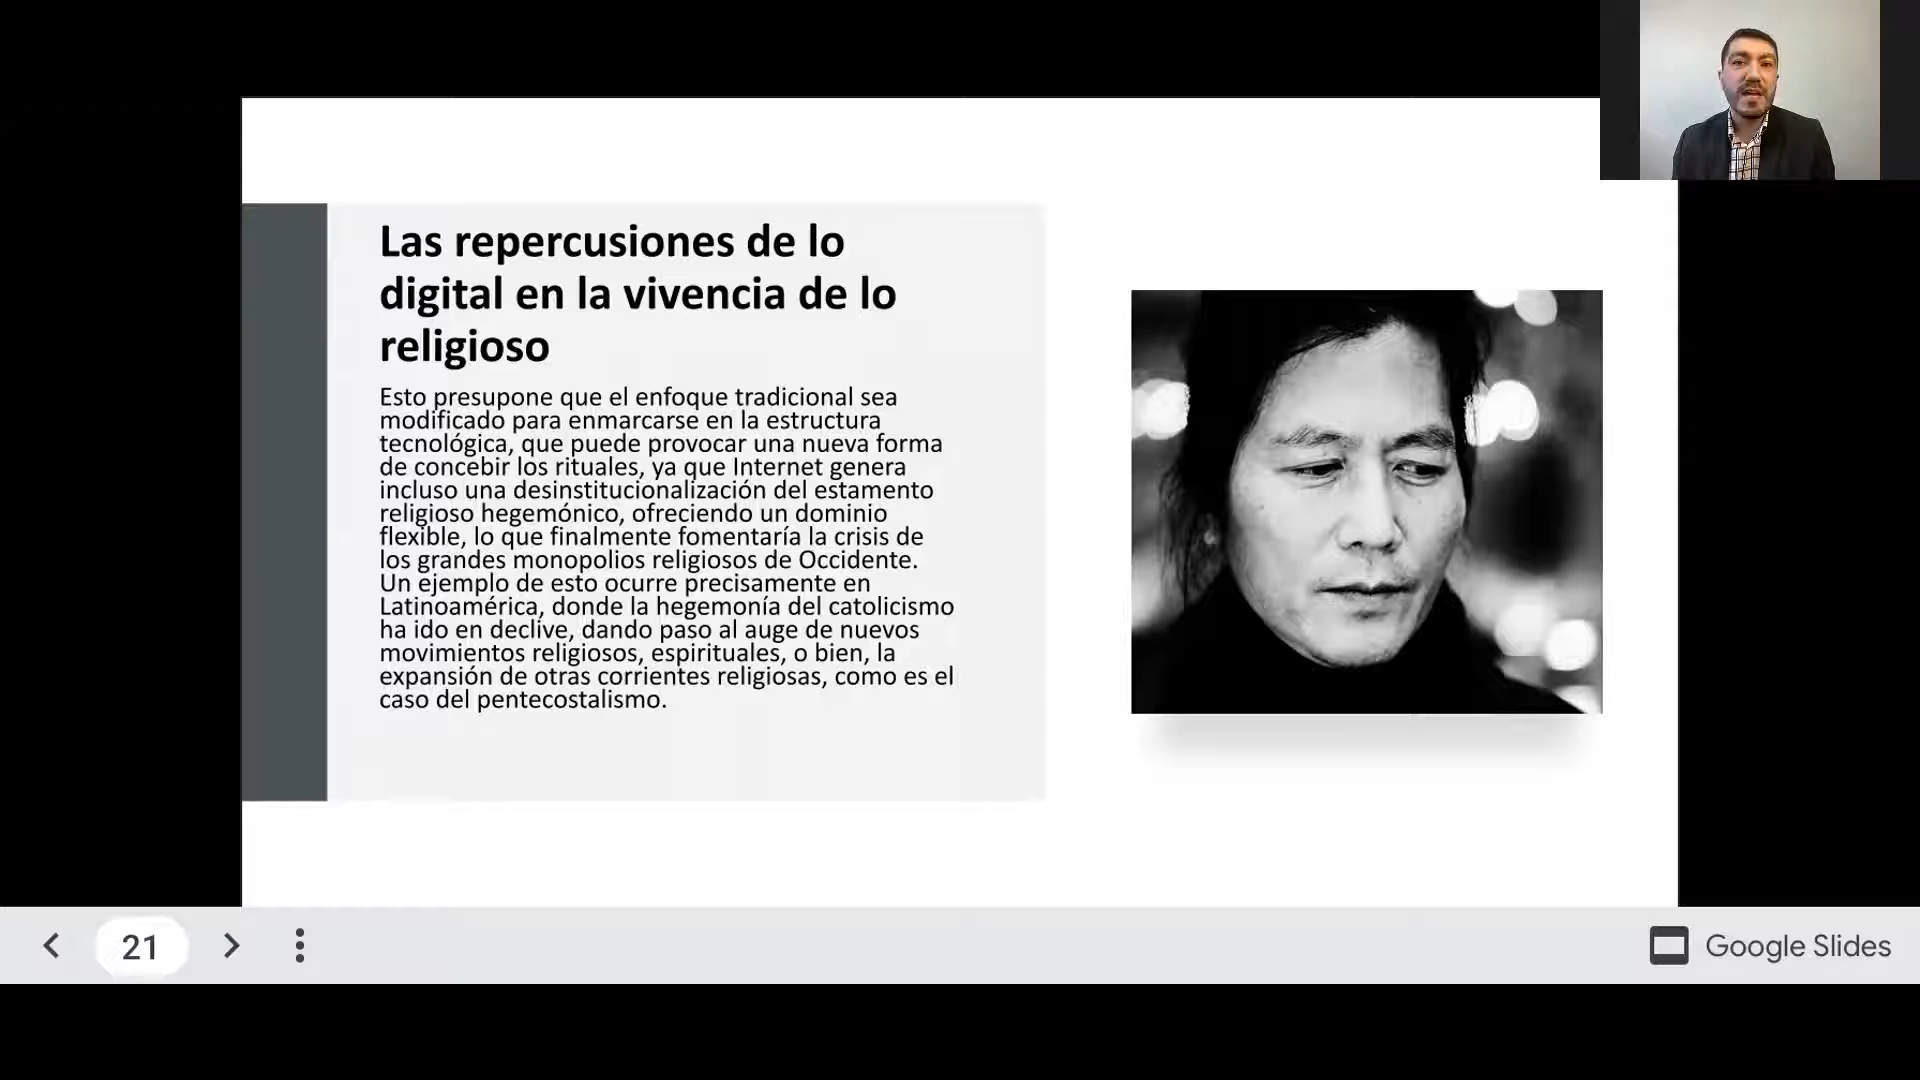 Las repercusiones de lo
digital en la vivencia de lo
religioso
Esto presupone que el enfoque tradicional sea
modificado para enmarcarse en la estructura
tecnológica, que puede provocar una nueva forma
de concebir los rituales, ya que Internet genera
incluso una desinstitucionalización del estamento
religioso hegemónico, ofreciendo un dominio
flexible, lo que finalmente fomentaría la crisis de
los grandes monopolios religiosos de Occidente.
Un ejemplo de esto ocurre precisamente en
Latinoamérica, donde la hegemonía del catolicismo
ha ido en declive, dando paso al auge de nuevos
movimientos religiosos, espirituales, o bien, la
expansión de otras corrientes religiosas, como es el
caso del pentecostalismo.
21
Google Slides